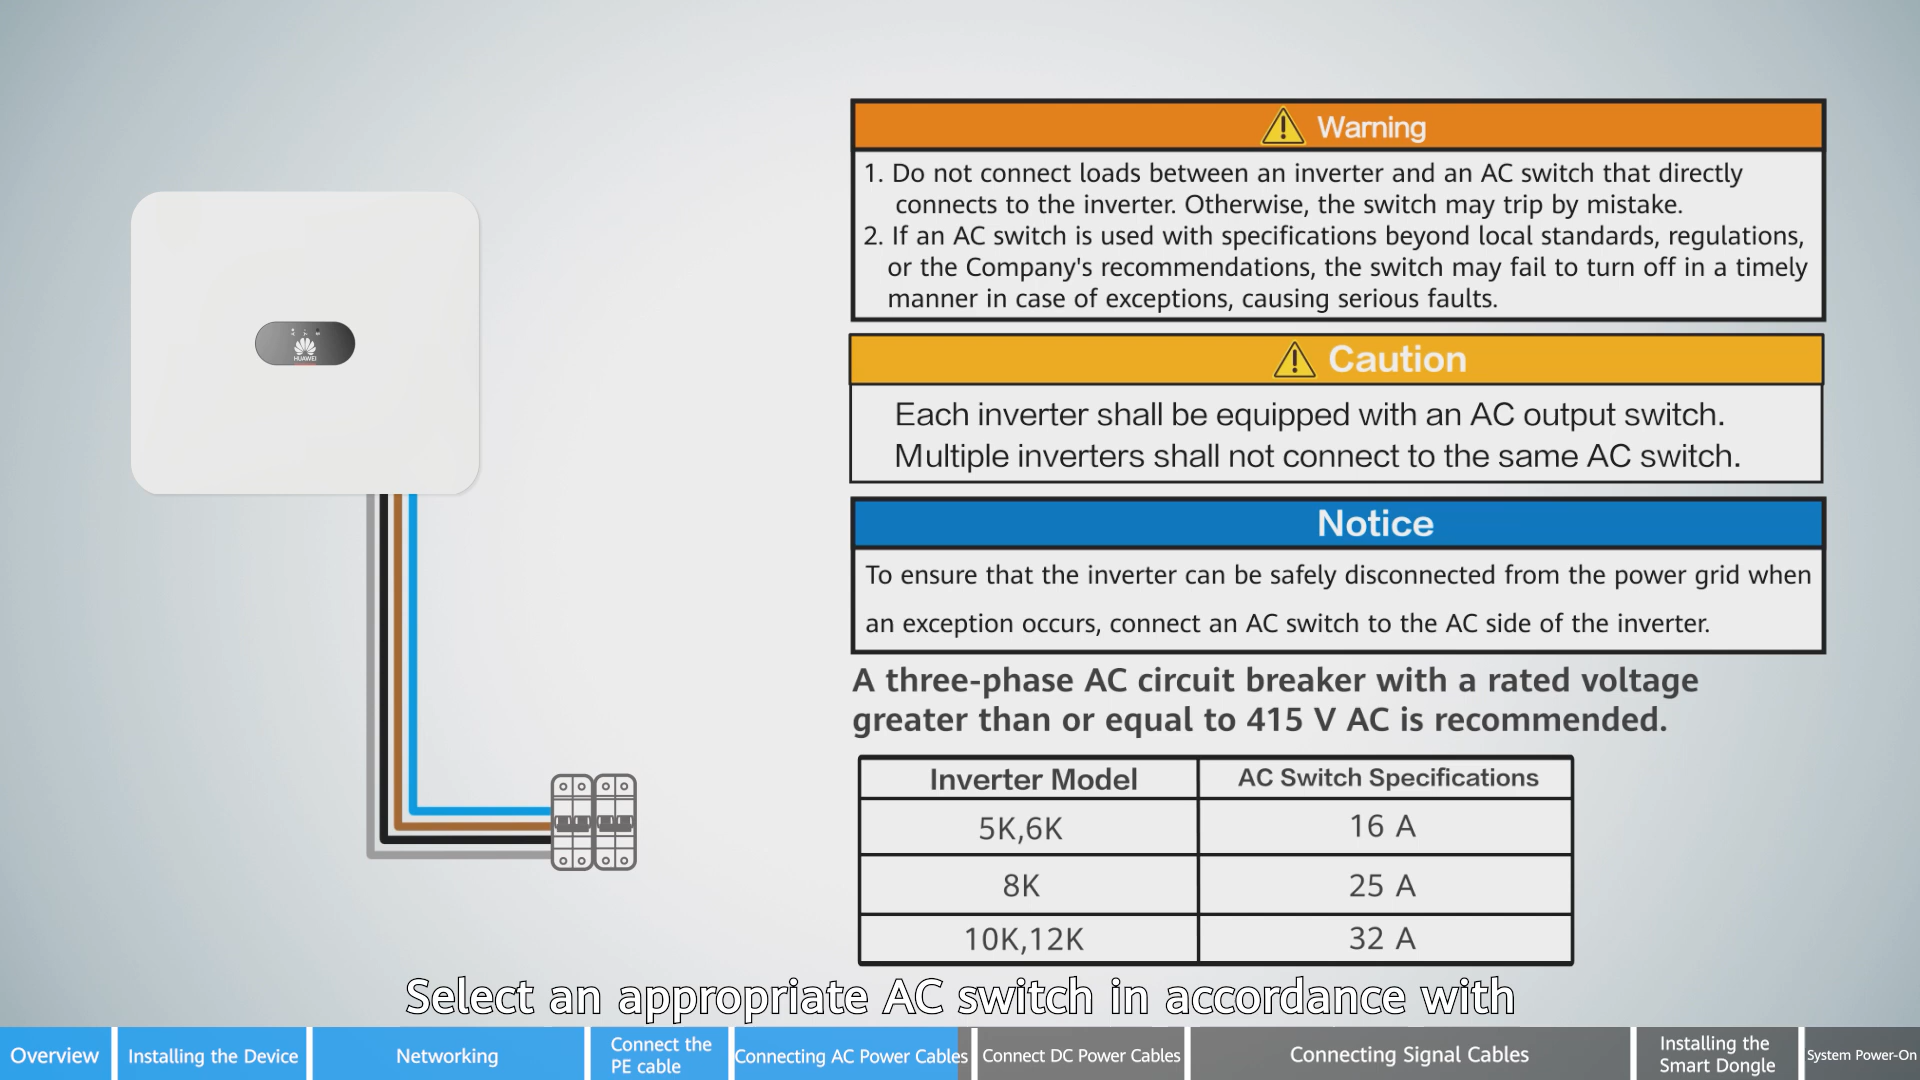 Warning
1. Do not connect loads between an inverter and an AC switch that directly
connects to the inverter. Otherwise, the switch may trip by mistake.
2. If an AC switch is used with specifications beyond local standards, regulations,
or the Company's recommendations, the switch may fail to turn off in a timely
manner in case of exceptions, causing serious faults.
Caution
Each inverter shall be equipped with an AC output switch.
Multiple inverters shall not connect to the same AC switch.
Notice
To ensure that the inverter can be safely disconnected from the power grid when
an exception occurs, connect an AC switch to the AC side of the inverter.
A three-phase AC circuit breaker with a rated voltage
greater than or equal to 415 V AC is recommended.
Inverter Model AC Switch Specifications
5K,6K 16 A
8K 25 A
10K,12K 32 A
HUAWEI
Select an appropriate AC switch in accordance with
Overview
Installing the Device
Networking
Connect the
PE cable
Connecting AC Power Cables
Connect DC Power Cables
Connecting Signal Cables
Installing the
Smart Dongle
System Power-On